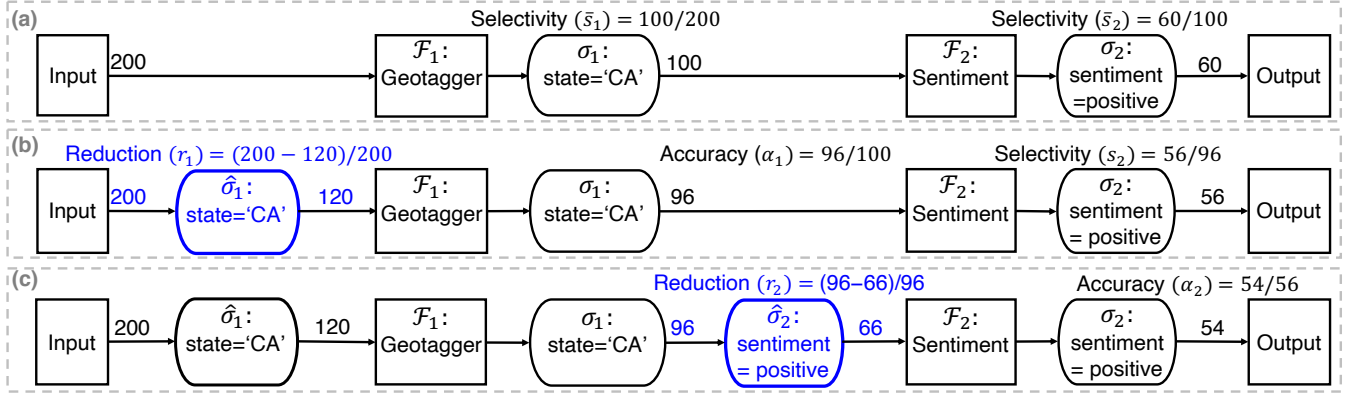 (a)
Selectivity (s̄₁) = 100/200
Selectivity (s̄₂) = 60/100
Input
200
ℱ₁:
Geotagger
σ₁:
state='CA'
100
ℱ₂:
Sentiment
σ₂:
sentiment
=positive
60
Output
(b)
Reduction (r₁) = (200 − 120)/200
Accuracy (α₁) = 96/100
Selectivity (s₂) = 56/96
Input
200
σ̂₁:
state='CA'
120
ℱ₁:
Geotagger
σ₁:
state='CA'
96
ℱ₂:
Sentiment
σ₂:
sentiment
= positive
56
Output
(c)
Reduction (r₂) = (96−66)/96
Accuracy (α₂) = 54/56
Input
200
σ̂₁:
state='CA'
120
ℱ₁:
Geotagger
σ₁:
state='CA'
96
σ̂₂:
sentiment
= positive
66
ℱ₂:
Sentiment
σ₂:
sentiment
= positive
54
Output